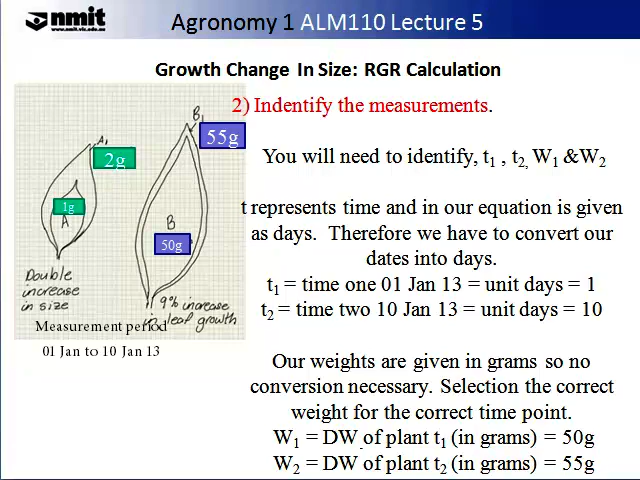 nmit
www.nmit.vic.edu.au
Agronomy 1 ALM110 Lecture 5
Growth Change In Size: RGR Calculation
2) Indentify the measurements.
You will need to identify, t₁ , t₂, W₁ &W₂
t represents time and in our equation is given
as days. Therefore we have to convert our
dates into days.
t₁ = time one 01 Jan 13 = unit days = 1
t₂ = time two 10 Jan 13 = unit days = 10
Our weights are given in grams so no
conversion necessary. Selection the correct
weight for the correct time point.
W₁ = DW of plant t₁ (in grams) = 50g
W₂ = DW of plant t₂ (in grams) = 55g
A₁
2g
1g
A
B₁
55g
B
50g
Double
increase
in size
9% increase
in leaf growth
Measurement period
01 Jan to 10 Jan 13